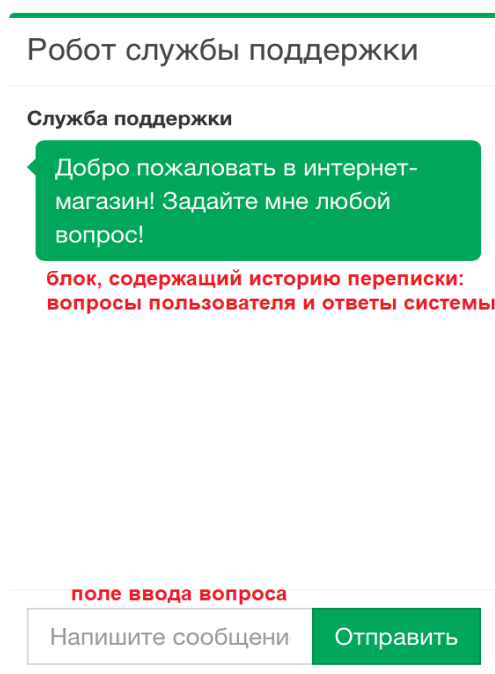 Робот службы поддержки
Служба поддержки
Добро пожаловать в интернет-
магазин! Задайте мне любой
вопрос!
блок, содержащий историю переписки:
вопросы пользователя и ответы системы
поле ввода вопроса
Напишите сообщени
Отправить